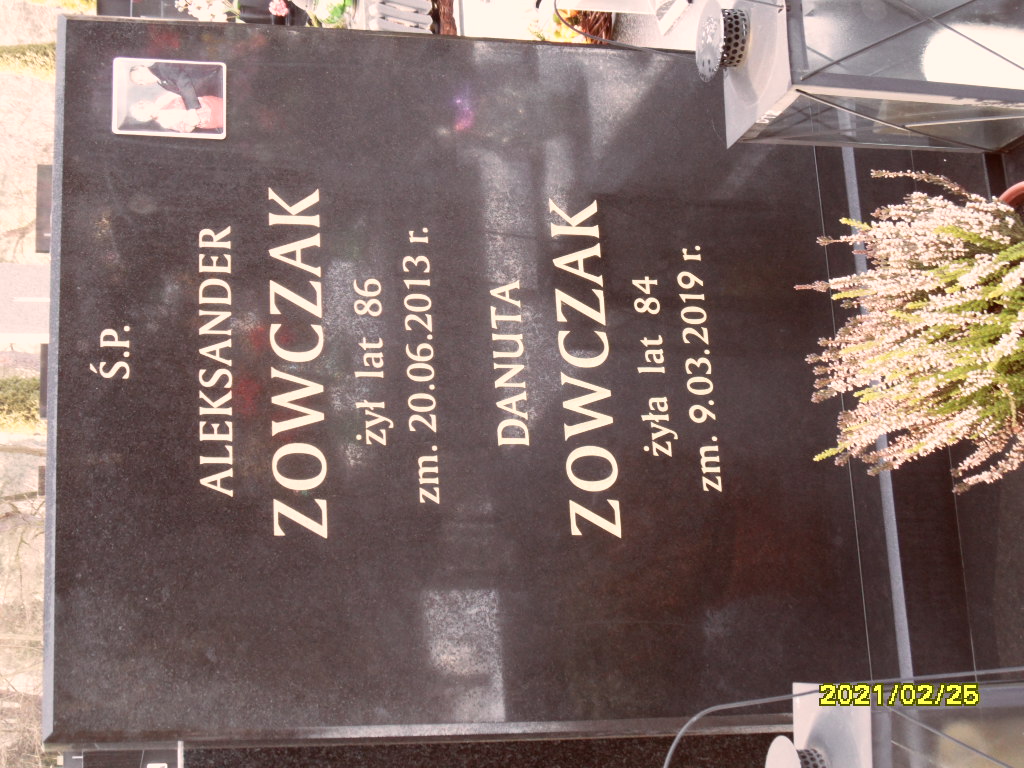 Ś.P.
ALEKSANDER
ZOWCZAK
żył lat 86
zm. 20.06.2013 r.
DANUTA
ZOWCZAK
żyła lat 84
zm. 9.03.2019 r.
2021/02/25